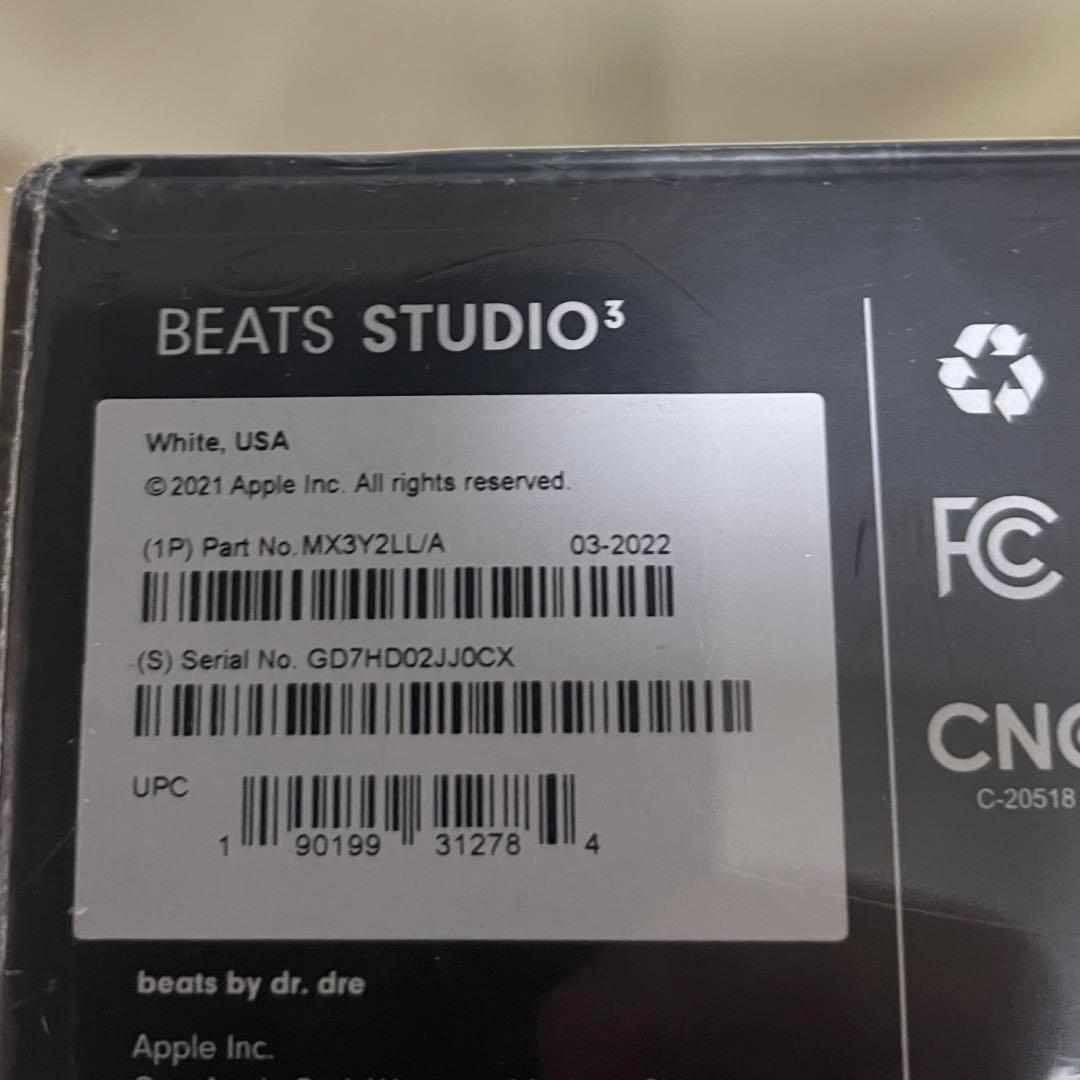 BEATS STUDIO³
White, USA
©2021 Apple Inc. All rights reserved.
(1P) Part No. MX3Y2LL/A 03-2022
(S) Serial No. GD7HD02JJ0CX
UPC
1 90199 31278 4
beats by dr. dre
Apple Inc.
FC
CNC
C-20518